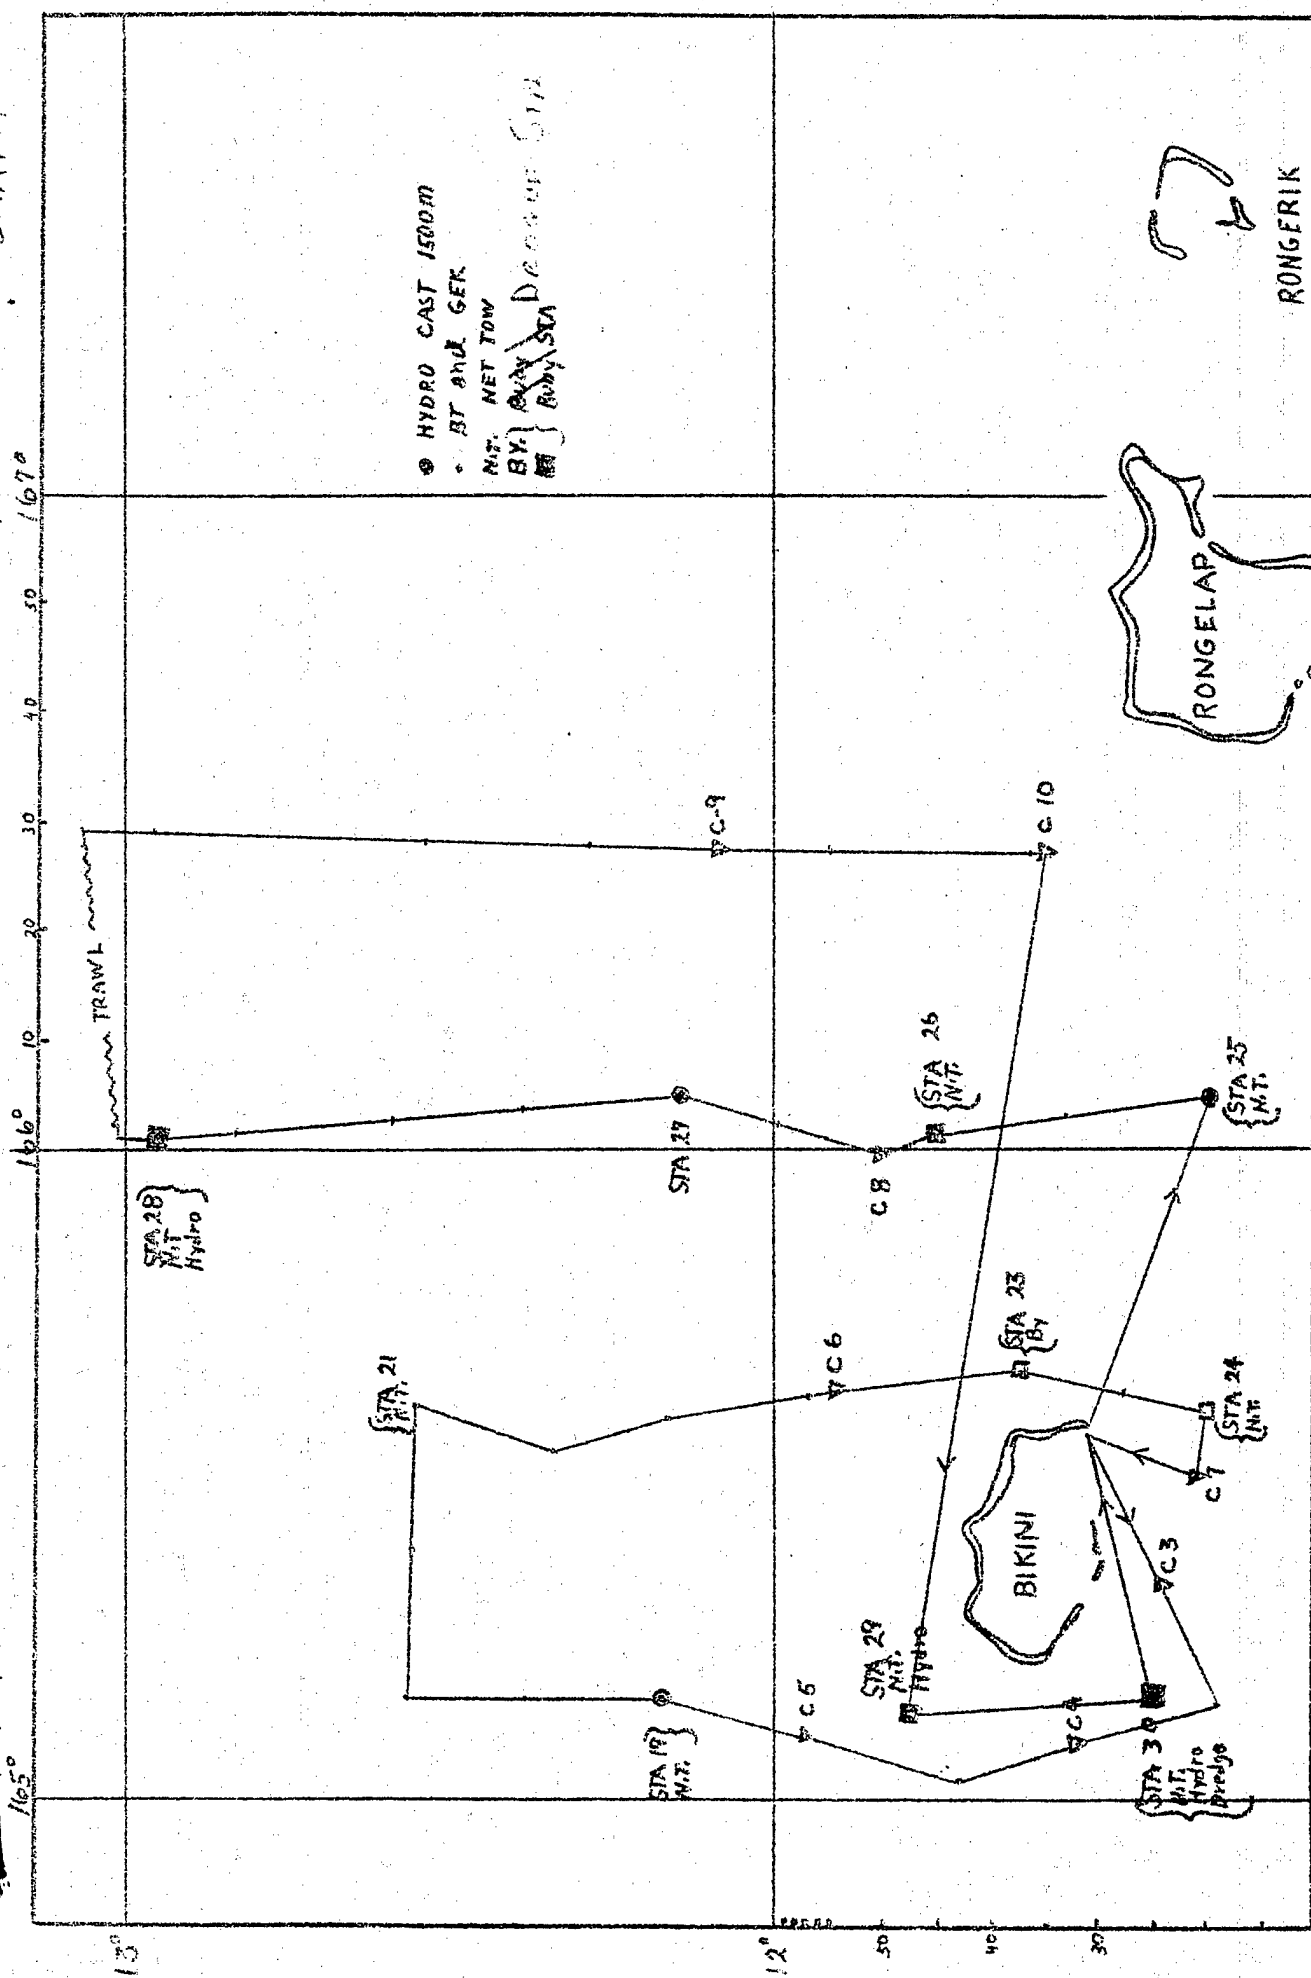 165°
166°
10
20
30
40
50
167°
13°
12°
50
40
30
TRAWL
HYDRO CAST 1500m
BT and GEK
N.T. NET TOW
BY.} Buoy
} Buoy STA
STA 28
N.T
Hydro
STA 21
N.T.
STA 27
C-9
STA 19
N.T.
C 5
C 6
C 8
STA 26
N.T.
C 10
STA 29
N.T.
Hydro
STA 23
By
C4
BIKINI
STA 30
N.T.
Hydro
Dredge
C 3
C 7
STA 24
N.T.
STA 25
N.T.
RONGELAP
RONGERIK